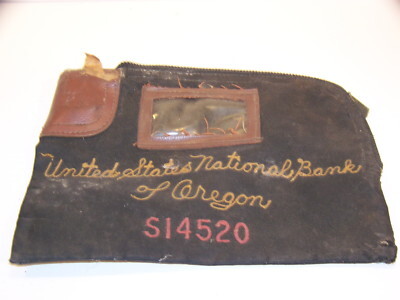 United States National Bank
of Oregon
S14520